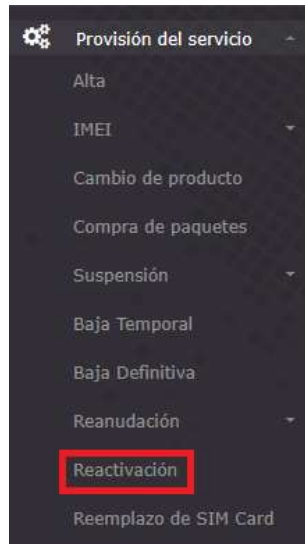 Provisión del servicio
Alta
IMEI
Cambio de producto
Compra de paquetes
Suspensión
Baja Temporal
Baja Definitiva
Reanudación
Reactivación
Reemplazo de SIM Card